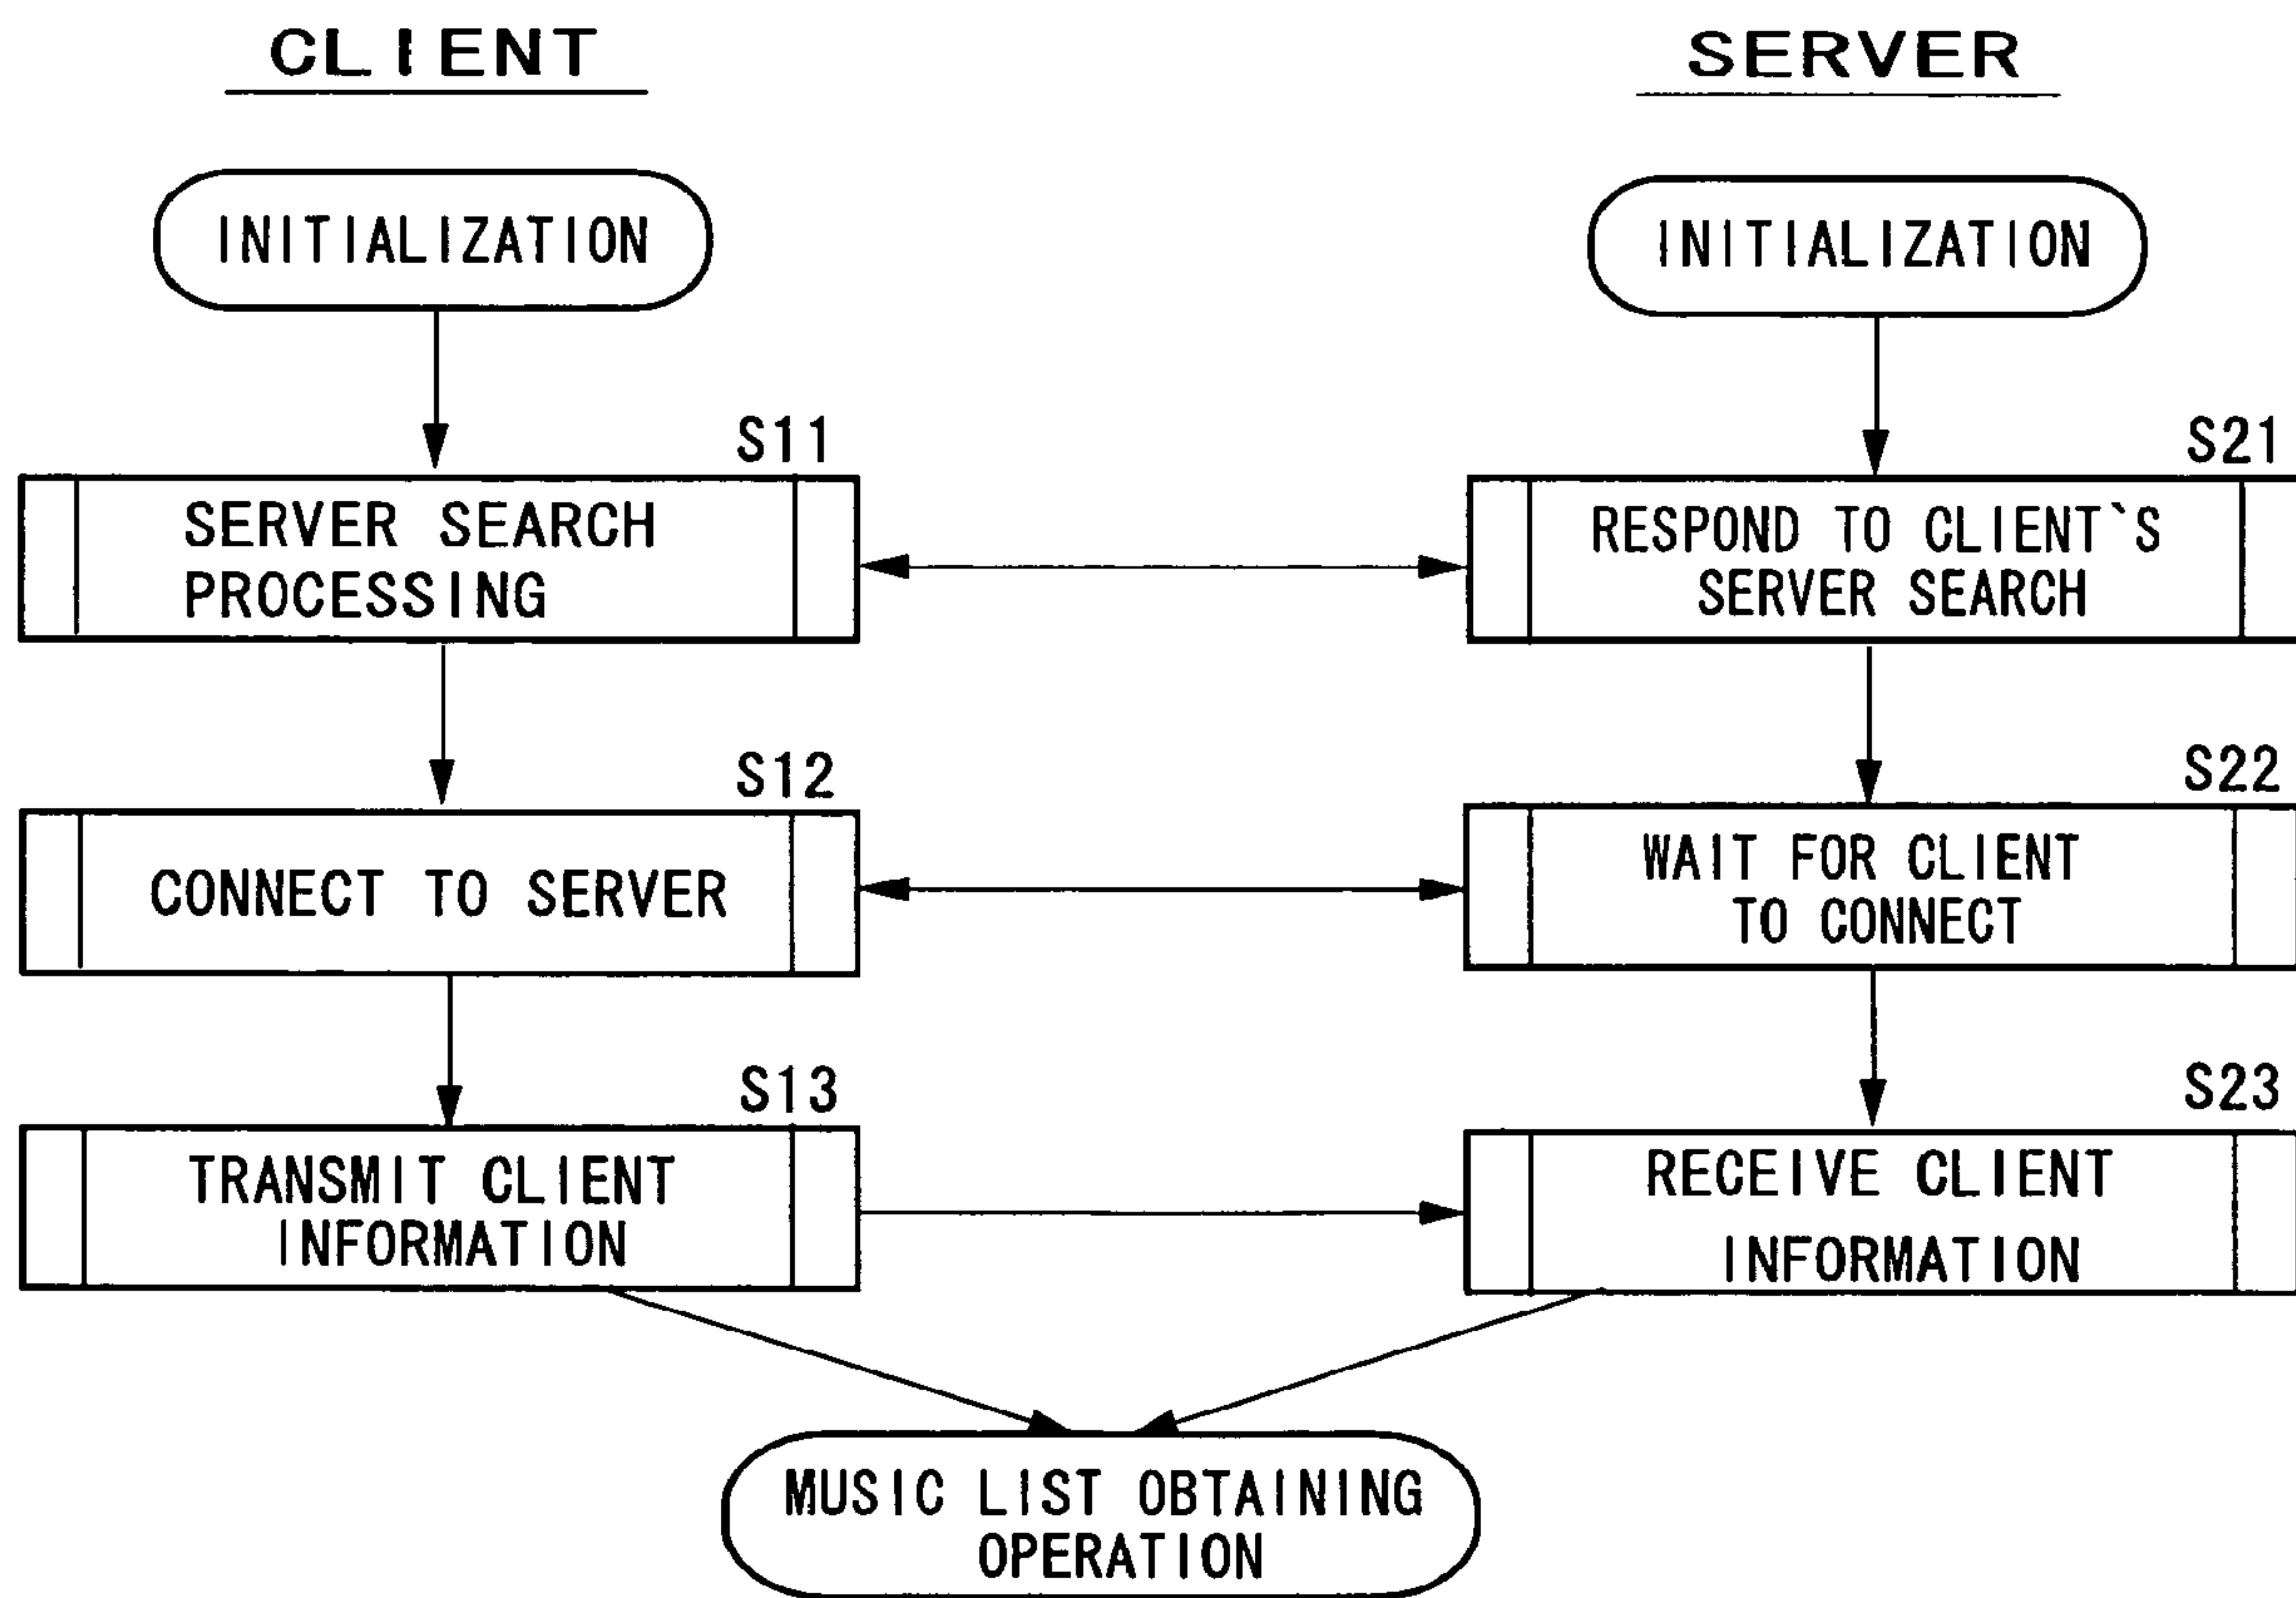 CLIENT
SERVER
INITIALIZATION
INITIALIZATION
S11
SERVER SEARCH
PROCESSING
S21
RESPOND TO CLIENT`S
SERVER SEARCH
S12
CONNECT TO SERVER
S22
WAIT FOR CLIENT
TO CONNECT
S13
TRANSMIT CLIENT
INFORMATION
S23
RECEIVE CLIENT
INFORMATION
MUSIC LIST OBTAINING
OPERATION